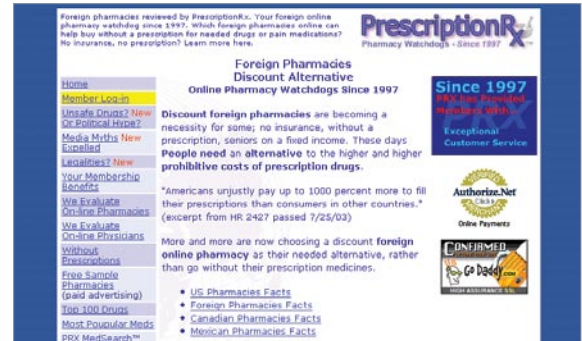 Foreign pharmacies reviewed by PrescriptionRx. Your foreign online
pharmacy watchdog since 1997. Which foreign pharmacies online can
help buy without a prescription for needed drugs or pain medications?
No insurance, no prescription? Learn more here.
PrescriptionRx
Pharmacy Watchdogs - Since 1997
Foreign Pharmacies
Discount Alternative
Online Pharmacy Watchdogs Since 1997
Home
Member Log-in
Unsafe Drugs? New
Or Political Hype?
Media Myths New
Expelled
Legalities? New
Your Membership
Benefits
We Evaluate
On-line Pharmacies
We Evaluate
On-line Physicians
Without
Prescriptions
Free Sample
Pharmacies
(paid advertising)
Top 100 Drugs
Most Poupular Meds
PRX MedSearch™
Discount foreign pharmacies are becoming a
necessity for some; no insurance, without a
prescription, seniors on a fixed income. These days
People need an alternative to the higher and higher
prohibitive costs of prescription drugs.
"Americans unjustly pay up to 1000 percent more to fill
their prescriptions than consumers in other countries."
(excerpt from HR 2427 passed 7/25/03)
More and more are now choosing a discount foreign
online pharmacy as their needed alternative, rather
than go without their prescription medicines.
US Pharmacies Facts
Foreign Pharmacies Facts
Canadian Pharmacies Facts
Mexican Pharmacies Facts
Since 1997
PRX has Provided
Members With...
Exceptional
Customer Service
Authorize.Net
Click
Online Payments
CONFIRMED
Go Daddy.com
HIGH ASSURANCE SSL